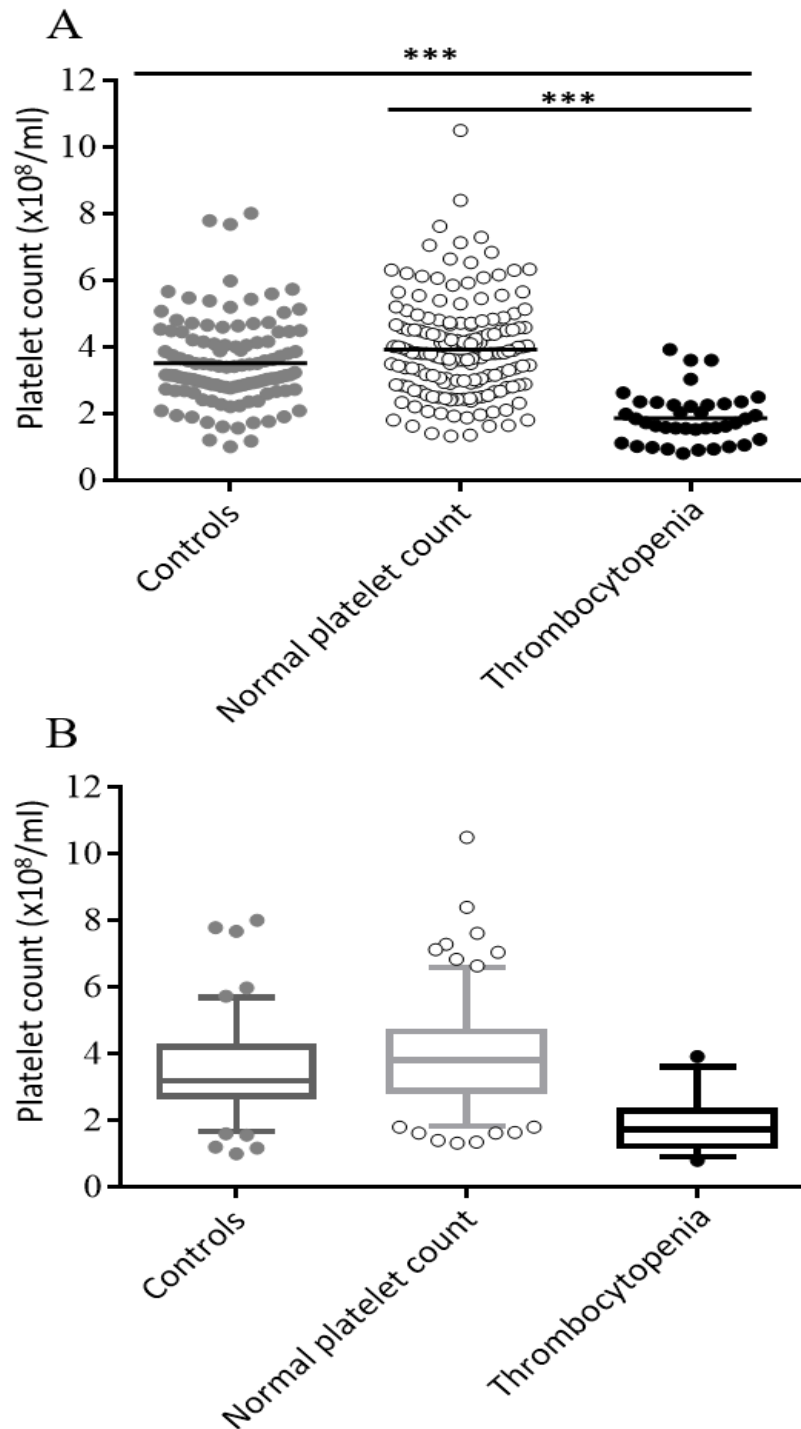 A
***
***
12
10
8
6
4
2
0
Platelet count (x10⁸/ml)
Controls
Normal platelet count
Thrombocytopenia
B
12
10
8
6
4
2
0
Platelet count (x10⁸/ml)
Controls
Normal platelet count
Thrombocytopenia